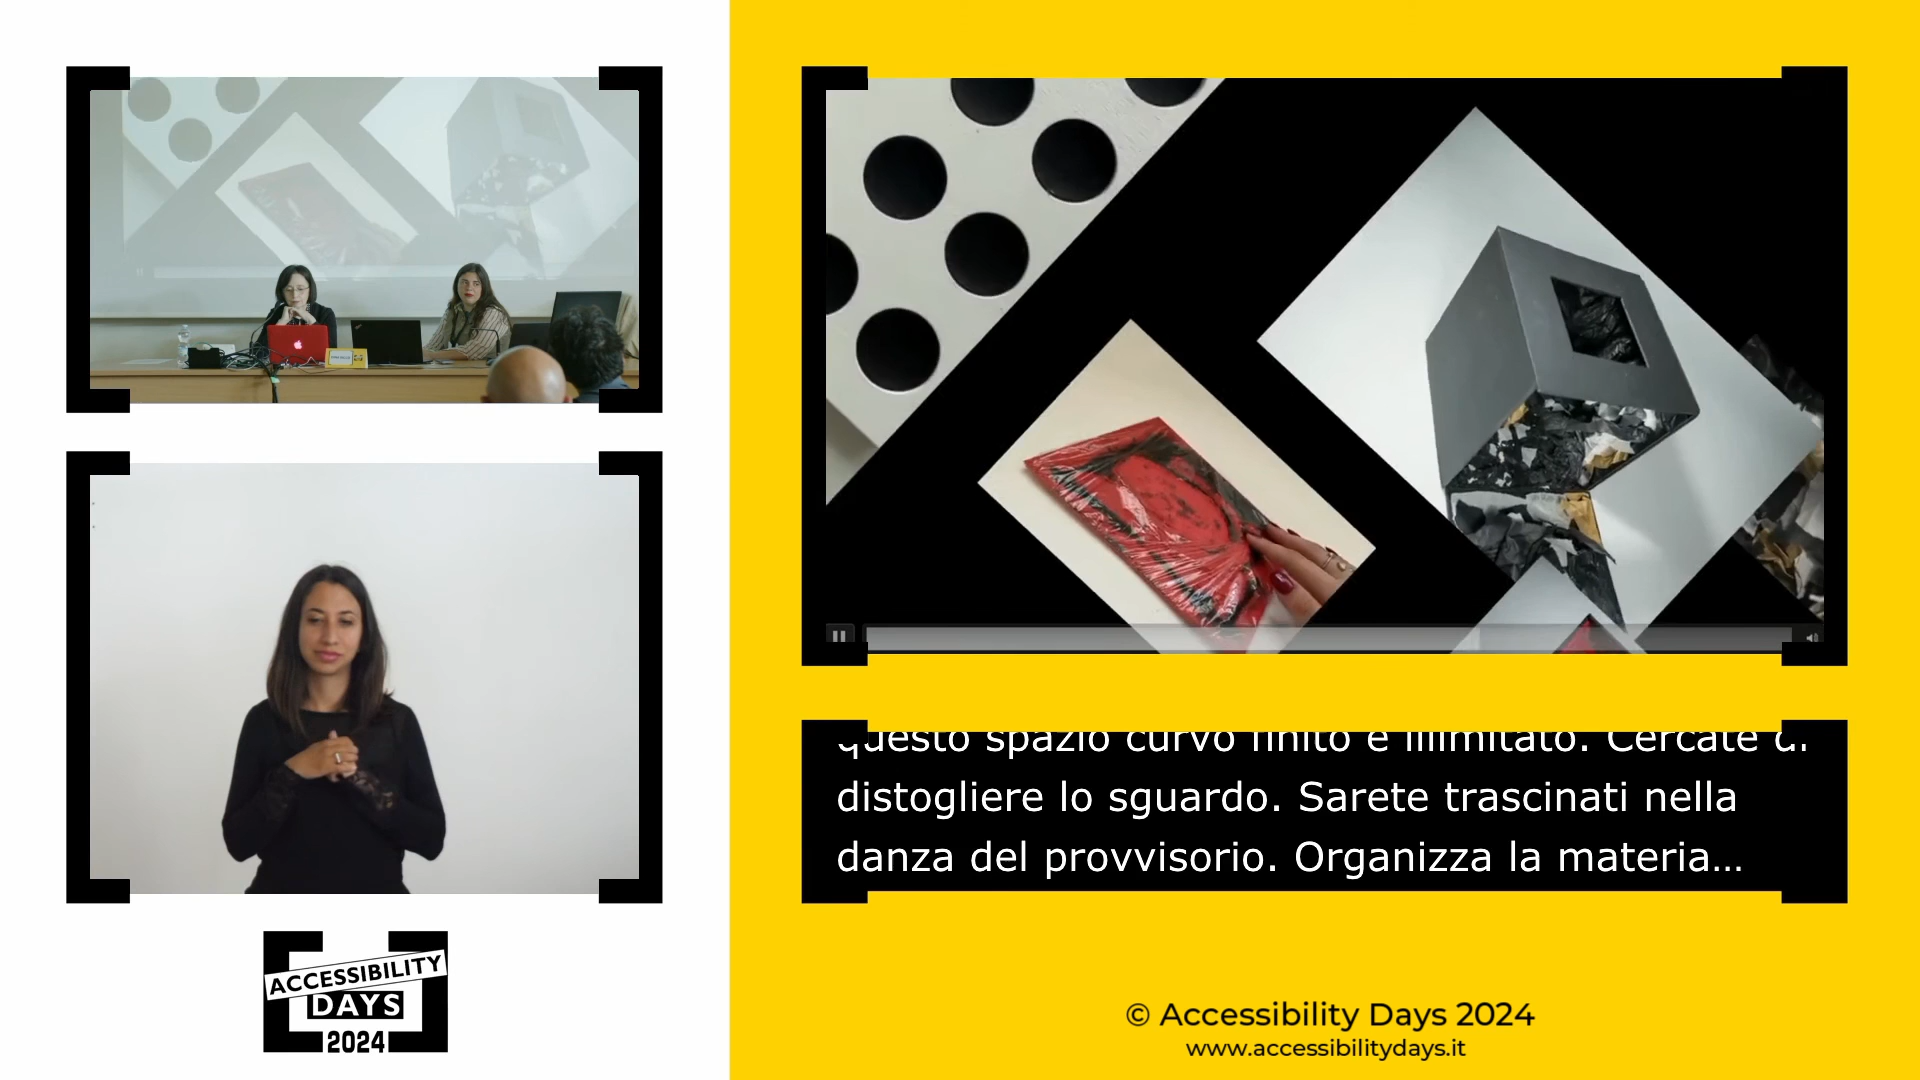 questo spazio curvo finito e illimitato. Cercate di
distogliere lo sguardo. Sarete trascinati nella
danza del provvisorio. Organizza la materia...
ACCESSIBILITY
DAYS
2024
© Accessibility Days 2024
www.accessibilitydays.it